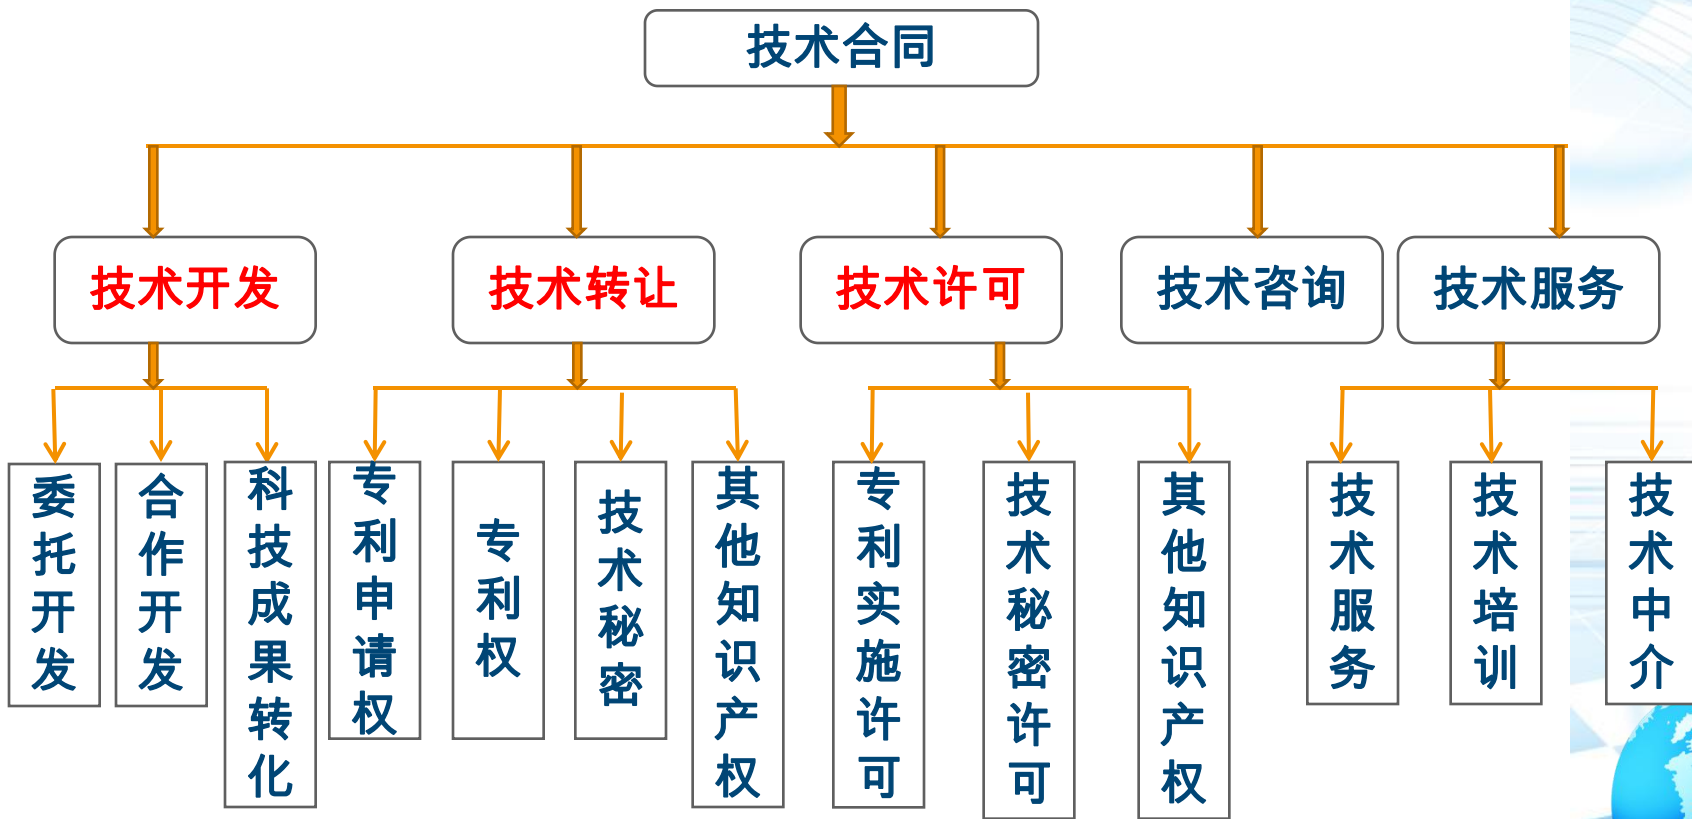 技术合同
技术开发
技术转让
技术许可
技术咨询
技术服务
委托开发
合作开发
科技成果转化
专利申请权
专利权
技术秘密
其他知识产权
专利实施许可
技术秘密许可
其他知识产权
技术服务
技术培训
技术中介